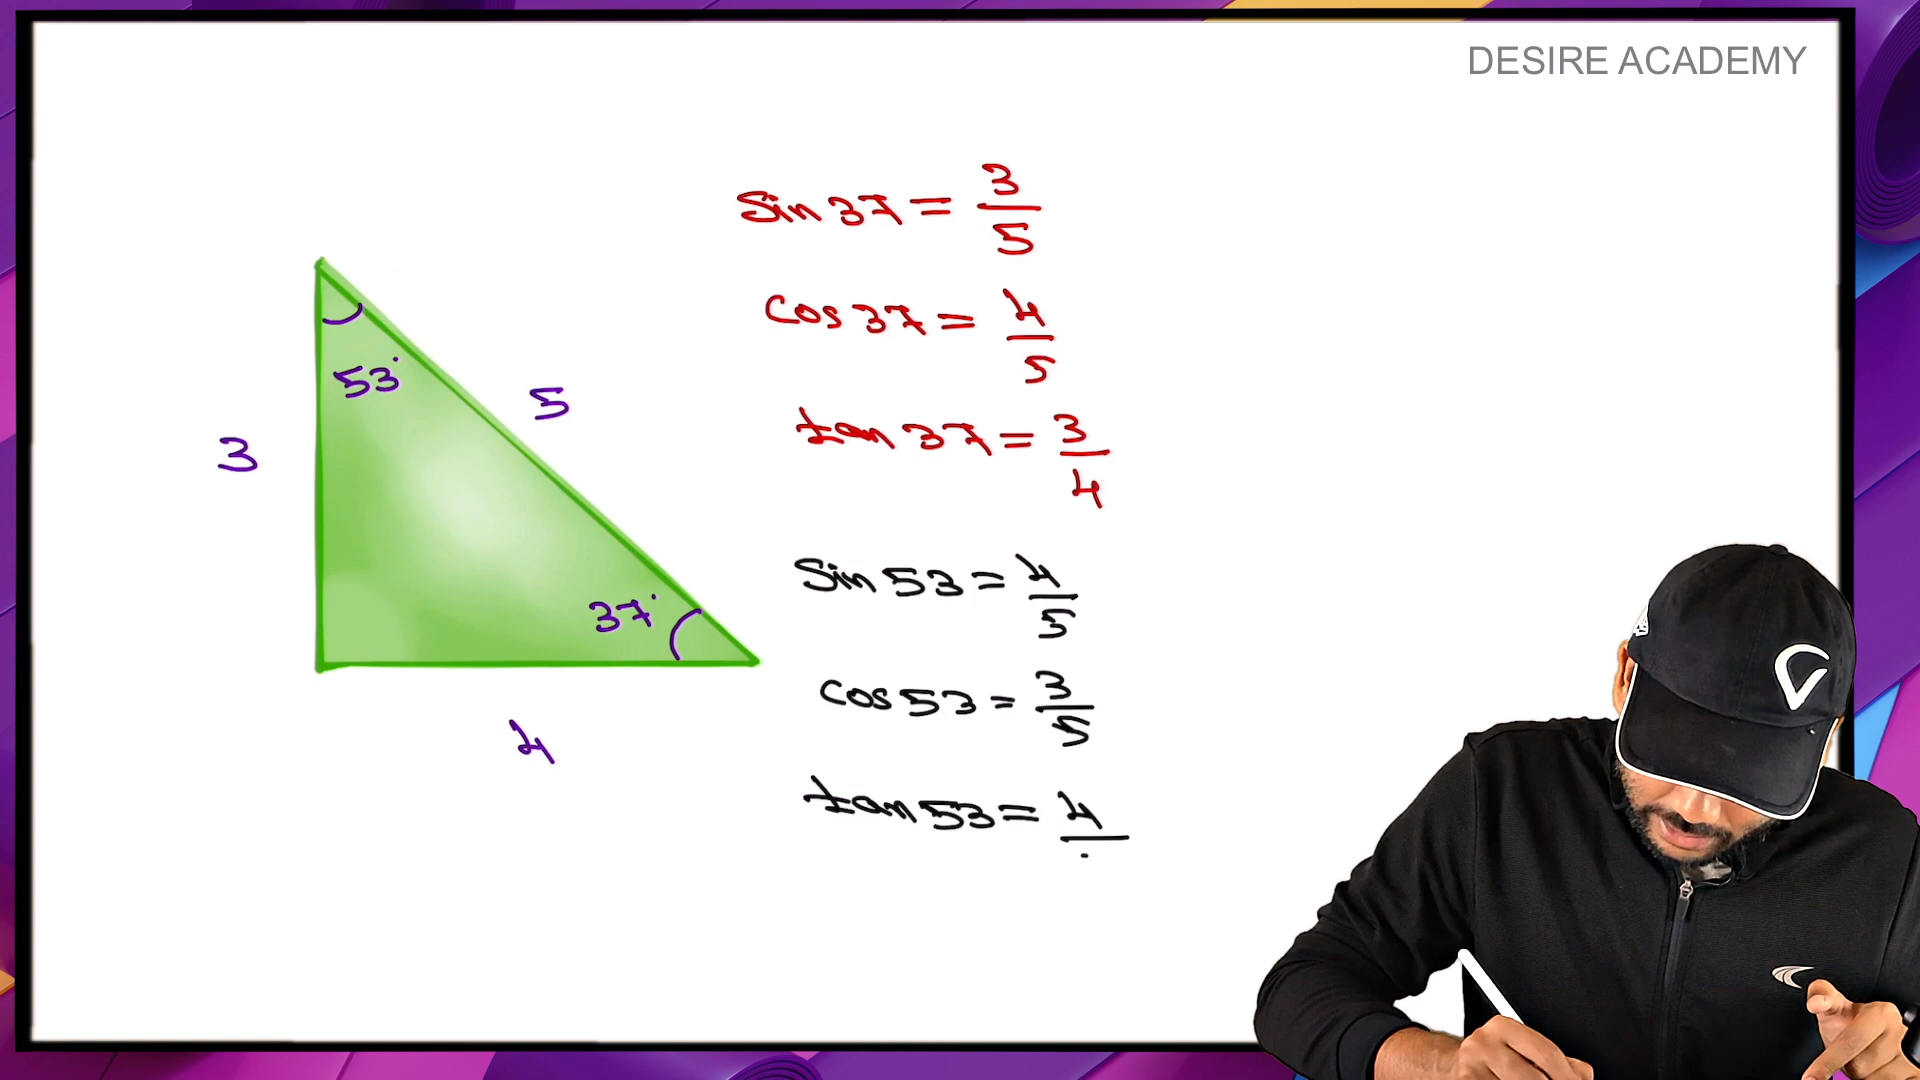 DESIRE ACADEMY
sin 37 = 3/5
cos 37 = 4/5
tan 37 = 3/4
53°
5
3
37°
4
sin 53 = 4/5
cos 53 = 3/5
tan 53 = 4/